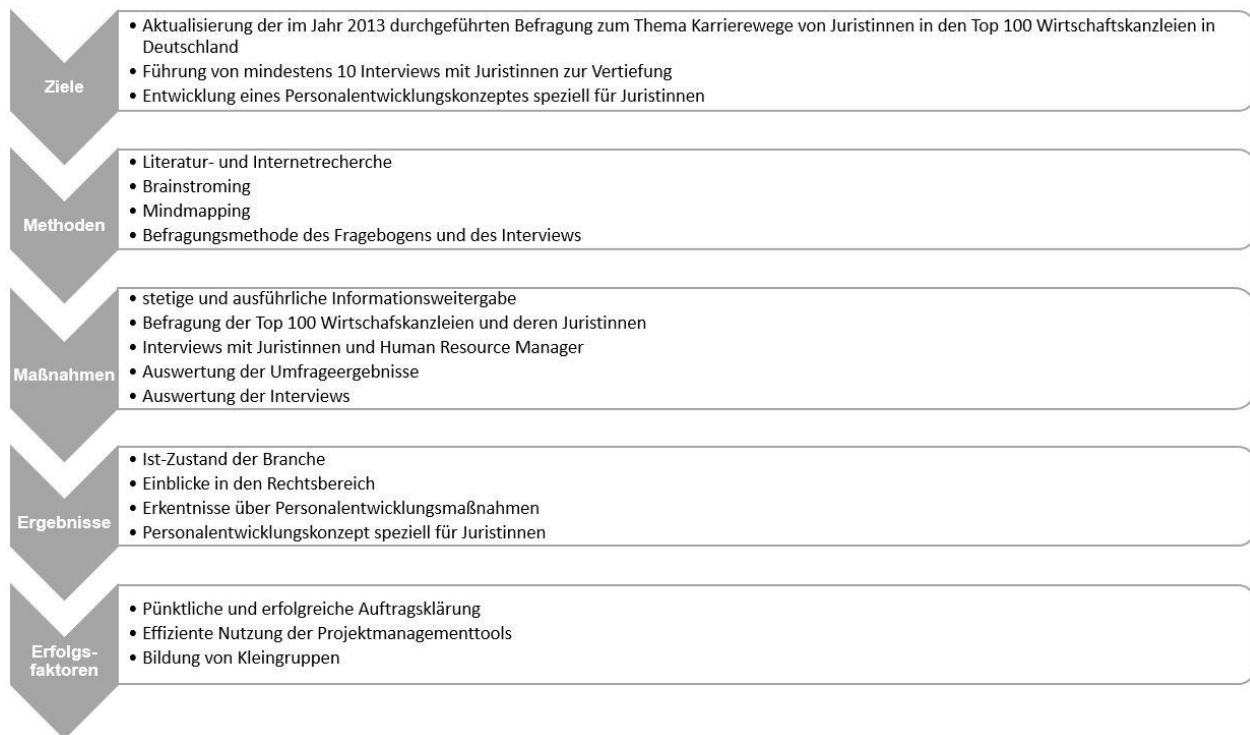 Ziele
• Aktualisierung der im Jahr 2013 durchgeführten Befragung zum Thema Karrierewege von Juristinnen in den Top 100 Wirtschaftskanzleien in
Deutschland
• Führung von mindestens 10 Interviews mit Juristinnen zur Vertiefung
• Entwicklung eines Personalentwicklungskonzeptes speziell für Juristinnen
Methoden
• Literatur- und Internetrecherche
• Brainstroming
• Mindmapping
• Befragungsmethode des Fragebogens und des Interviews
Maßnahmen
• stetige und ausführliche Informationsweitergabe
• Befragung der Top 100 Wirtschafskanzleien und deren Juristinnen
• Interviews mit Juristinnen und Human Resource Manager
• Auswertung der Umfrageergebnisse
• Auswertung der Interviews
Ergebnisse
• Ist-Zustand der Branche
• Einblicke in den Rechtsbereich
• Erkentnisse über Personalentwicklungsmaßnahmen
• Personalentwicklungskonzept speziell für Juristinnen
Erfolgs-
faktoren
• Pünktliche und erfolgreiche Auftragsklärung
• Effiziente Nutzung der Projektmanagementtools
• Bildung von Kleingruppen